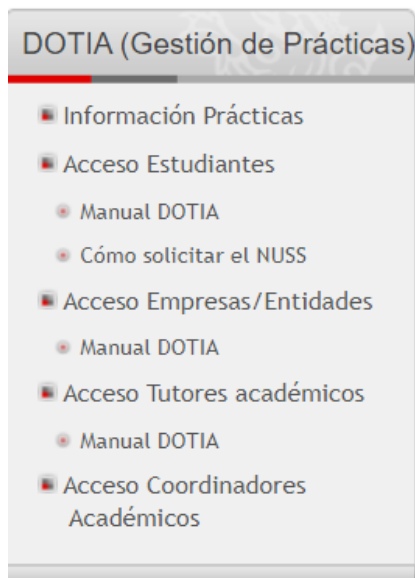 DOTIA (Gestión de Prácticas)
Información Prácticas
Acceso Estudiantes
Manual DOTIA
Cómo solicitar el NUSS
Acceso Empresas/Entidades
Manual DOTIA
Acceso Tutores académicos
Manual DOTIA
Acceso Coordinadores
Académicos